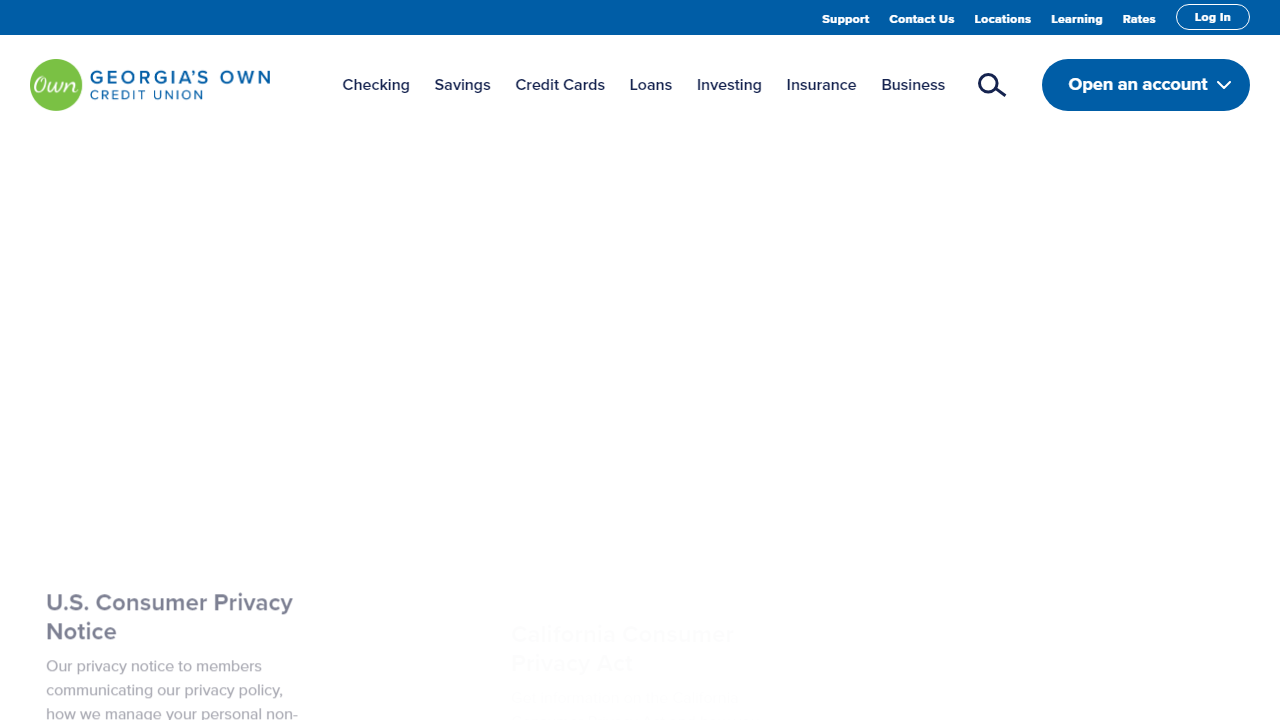 Support Contact Us Locations Learning Rates Log In
Own GEORGIA'S OWN
CREDIT UNION
Checking Savings Credit Cards Loans Investing Insurance Business Open an account
U.S. Consumer Privacy
Notice
Our privacy notice to members
communicating our privacy policy,
how we manage your personal non-
California Consumer
Privacy Act